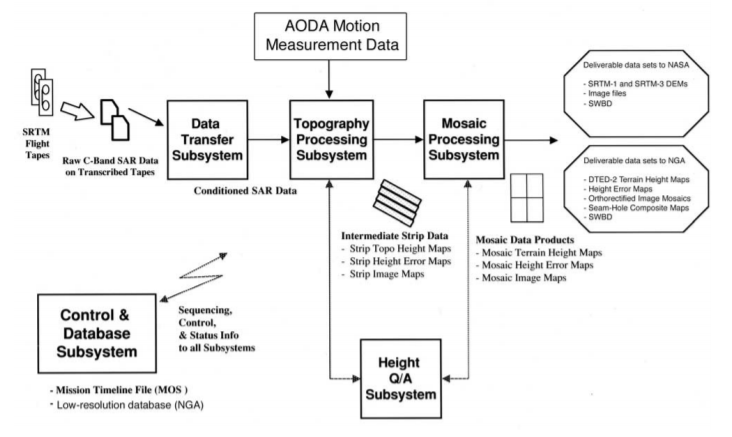 AODA Motion
Measurement Data
Deliverable data sets to NASA
- SRTM-1 and SRTM-3 DEMs
- Image files
- SWBD
SRTM
Flight
Tapes
Raw C-Band SAR Data
on Transcribed Tapes
Data
Transfer
Subsystem
Topography
Processing
Subsystem
Mosaic
Processing
Subsystem
Conditioned SAR Data
Deliverable data sets to NGA
- DTED-2 Terrain Height Maps
- Height Error Maps
- Orthorectified Image Mosaics
- Seam-Hole Composite Maps
- SWBD
Intermediate Strip Data
- Strip Topo Height Maps
- Strip Height Error Maps
- Strip Image Maps
Mosaic Data Products
- Mosaic Terrain Height Maps
- Mosaic Height Error Maps
- Mosaic Image Maps
Control &
Database
Subsystem
Sequencing,
Control,
& Status Info
to all Subsystems
Height
Q/A
Subsystem
- Mission Timeline File (MOS )
- Low-resolution database (NGA)